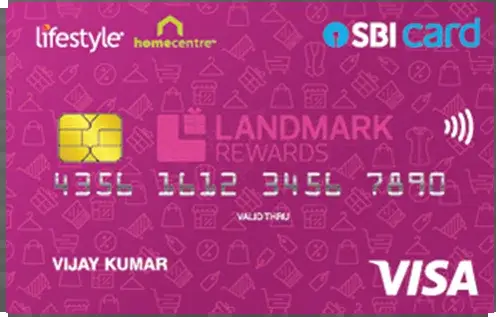 lifestyle homecentre SBI card
LANDMARK
REWARDS
4356 1612 3456 7890
VALID THRU
VIJAY KUMAR
VISA